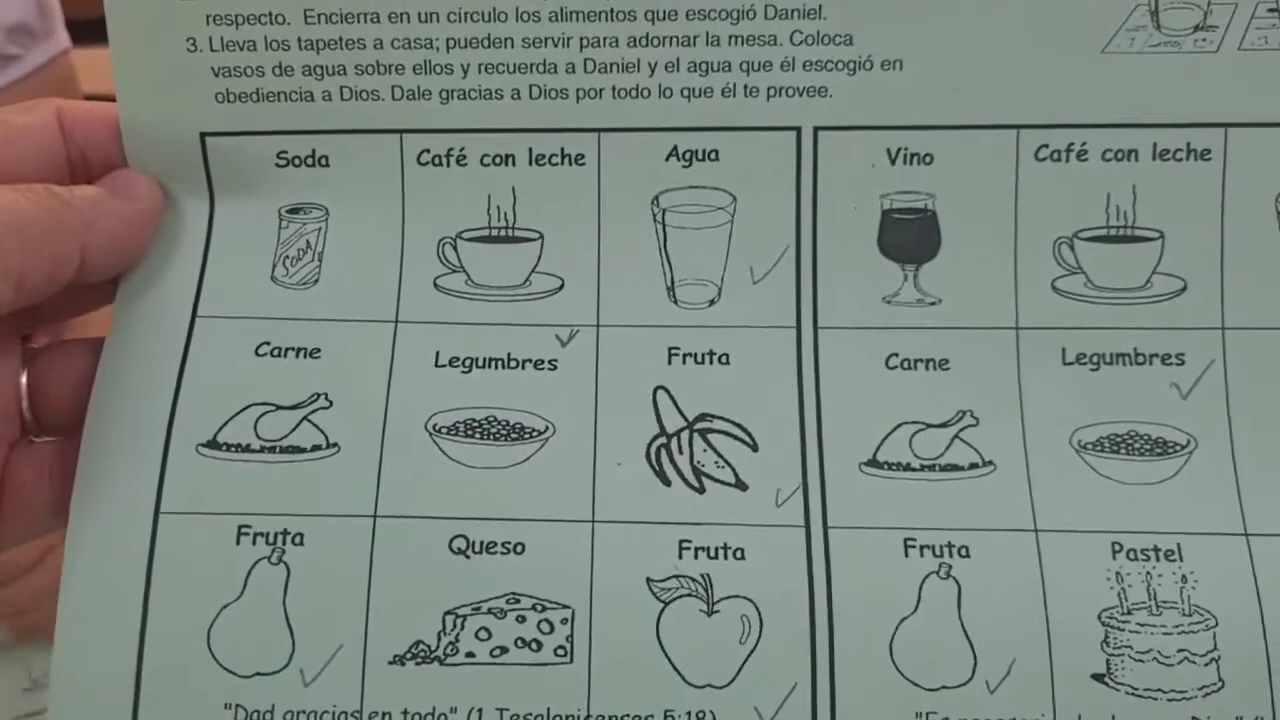 respecto. Encierra en un círculo los alimentos que escogió Daniel.
3. Lleva los tapetes a casa; pueden servir para adornar la mesa. Coloca
vasos de agua sobre ellos y recuerda a Daniel y el agua que él escogió en
obediencia a Dios. Dale gracias a Dios por todo lo que él te provee.
Soda Café con leche Agua
SODA
Carne Legumbres Fruta
Fruta Queso Fruta
"Dad gracias en todo" (1 Tesalonicenses 5:18)
Vino Café con leche
Carne Legumbres
Fruta Pastel